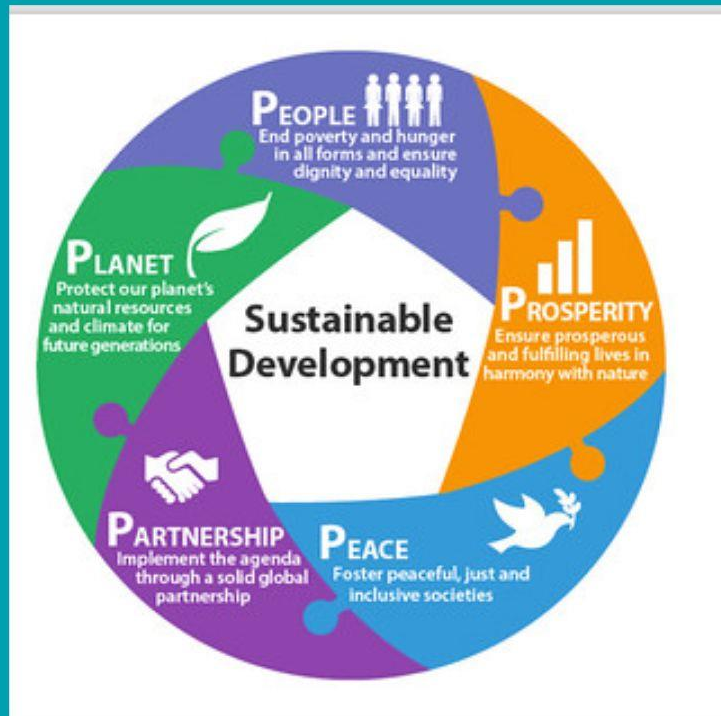 PEOPLE
End poverty and hunger
in all forms and ensure
dignity and equality
PROSPERITY
Ensure prosperous
and fulfilling lives in
harmony with nature
PEACE
Foster peaceful, just and
inclusive societies
PARTNERSHIP
Implement the agenda
through a solid global
partnership
PLANET
Protect our planet's
natural resources
and climate for
future generations
Sustainable
Development